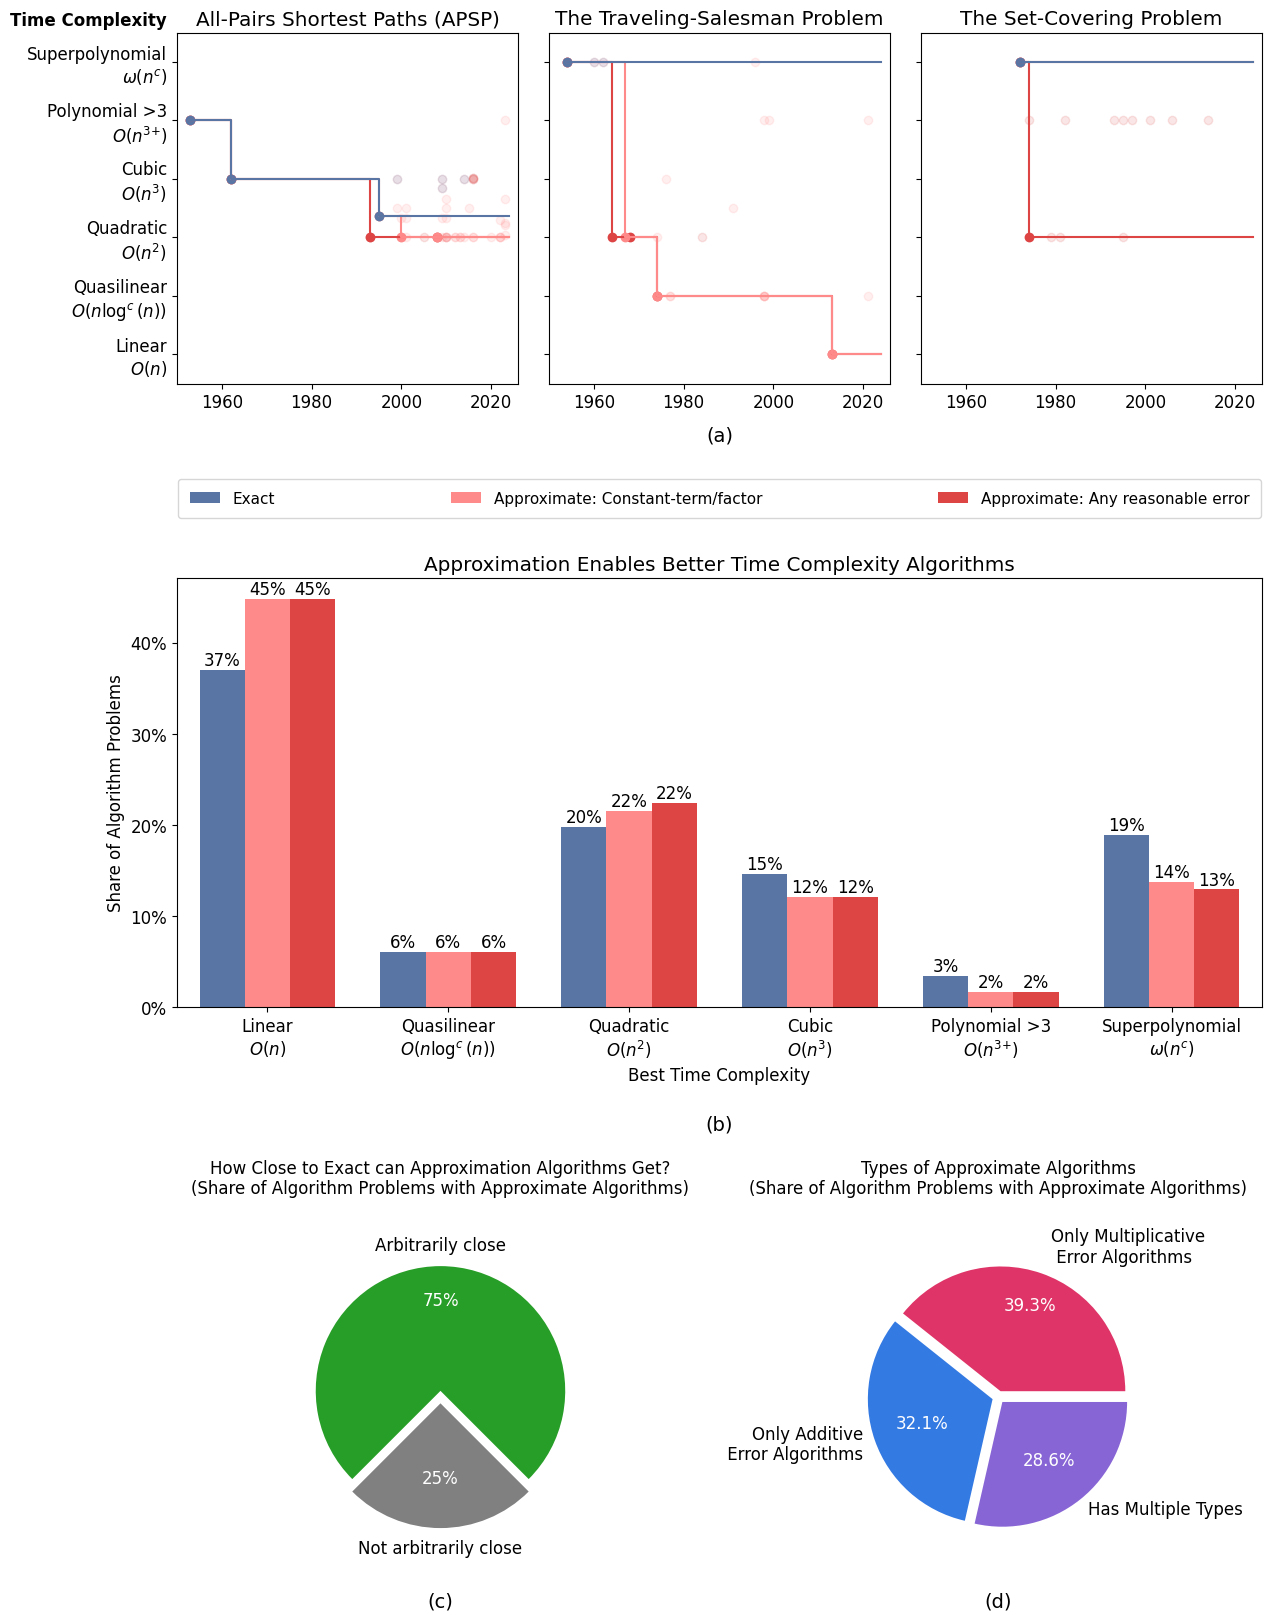 Time Complexity
All-Pairs Shortest Paths (APSP)
The Traveling-Salesman Problem
The Set-Covering Problem
Superpolynomial
ω(n^c)
Polynomial >3
O(n^{3+})
Cubic
O(n^3)
Quadratic
O(n^2)
Quasilinear
O(n log^c (n))
Linear
O(n)
1960 1980 2000 2020
1960 1980 2000 2020
1960 1980 2000 2020
(a)
Exact
Approximate: Constant-term/factor
Approximate: Any reasonable error
Approximation Enables Better Time Complexity Algorithms
Share of Algorithm Problems
40%
30%
20%
10%
0%
37% 45% 45%
6% 6% 6%
20% 22% 22%
15% 12% 12%
3% 2% 2%
19% 14% 13%
Linear
O(n)
Quasilinear
O(n log^c (n))
Quadratic
O(n^2)
Cubic
O(n^3)
Polynomial >3
O(n^{3+})
Superpolynomial
ω(n^c)
Best Time Complexity
(b)
How Close to Exact can Approximation Algorithms Get?
(Share of Algorithm Problems with Approximate Algorithms)
Arbitrarily close
75%
25%
Not arbitrarily close
(c)
Types of Approximate Algorithms
(Share of Algorithm Problems with Approximate Algorithms)
Only Multiplicative
Error Algorithms
39.3%
32.1%
Only Additive
Error Algorithms
28.6%
Has Multiple Types
(d)